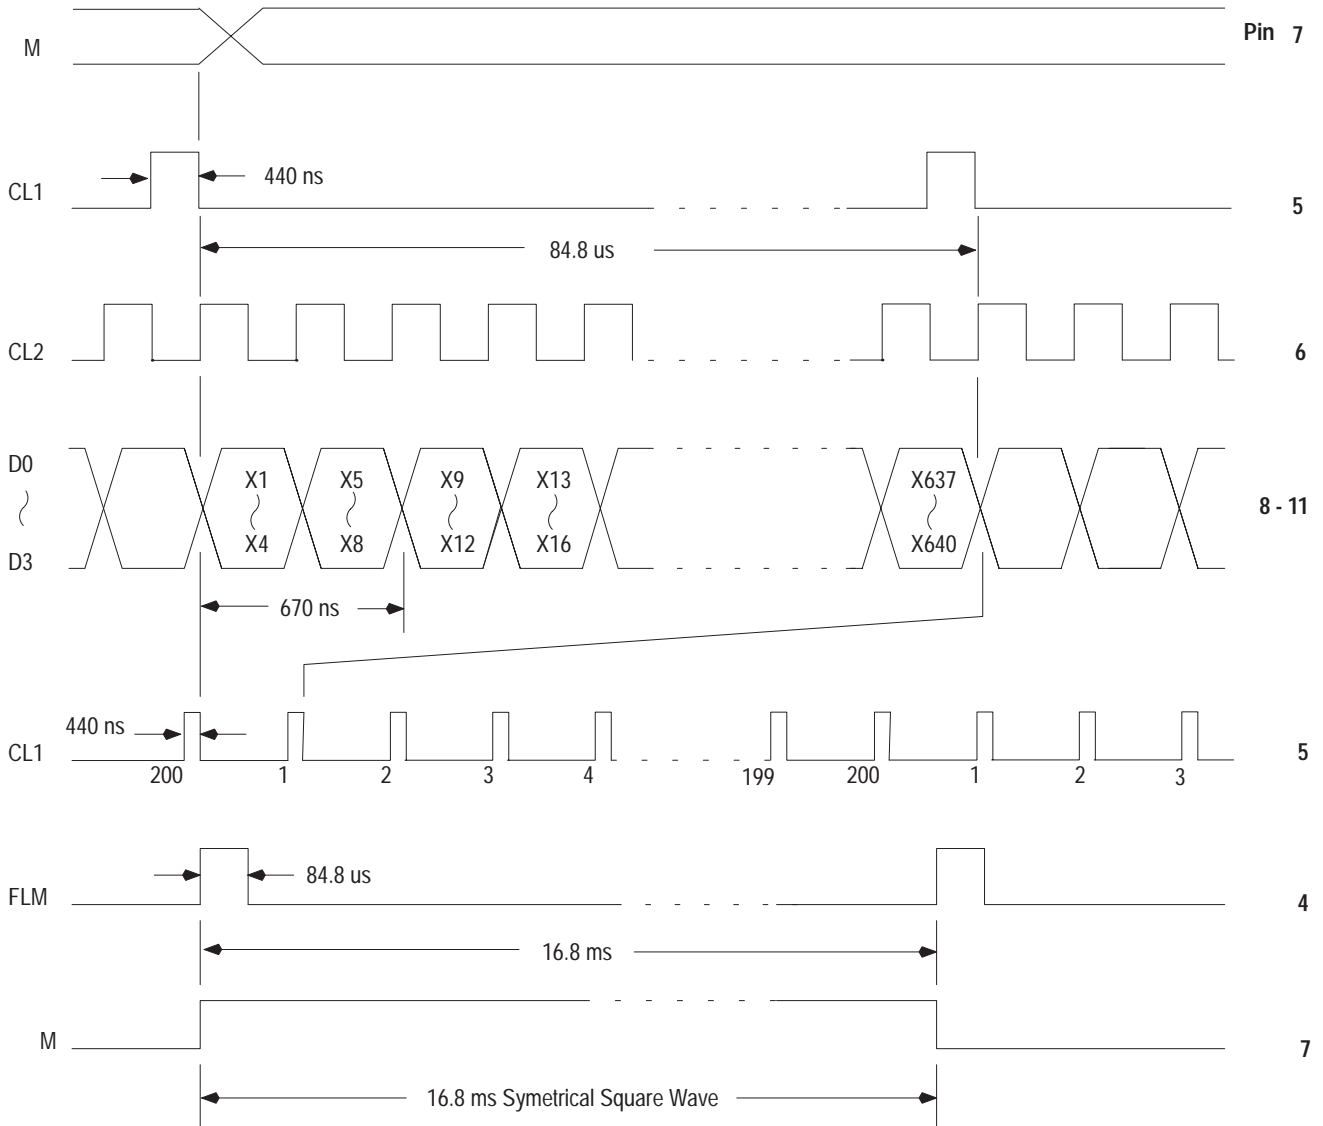 M
Pin 7
CL1
440 ns
5
84.8 us
CL2
6
D0
D3
X1
X4
X5
X8
X9
X12
X13
X16
X637
X640
8 - 11
670 ns
440 ns
CL1
200
1
2
3
4
199
200
1
2
3
5
FLM
84.8 us
4
16.8 ms
M
7
16.8 ms Symetrical Square Wave